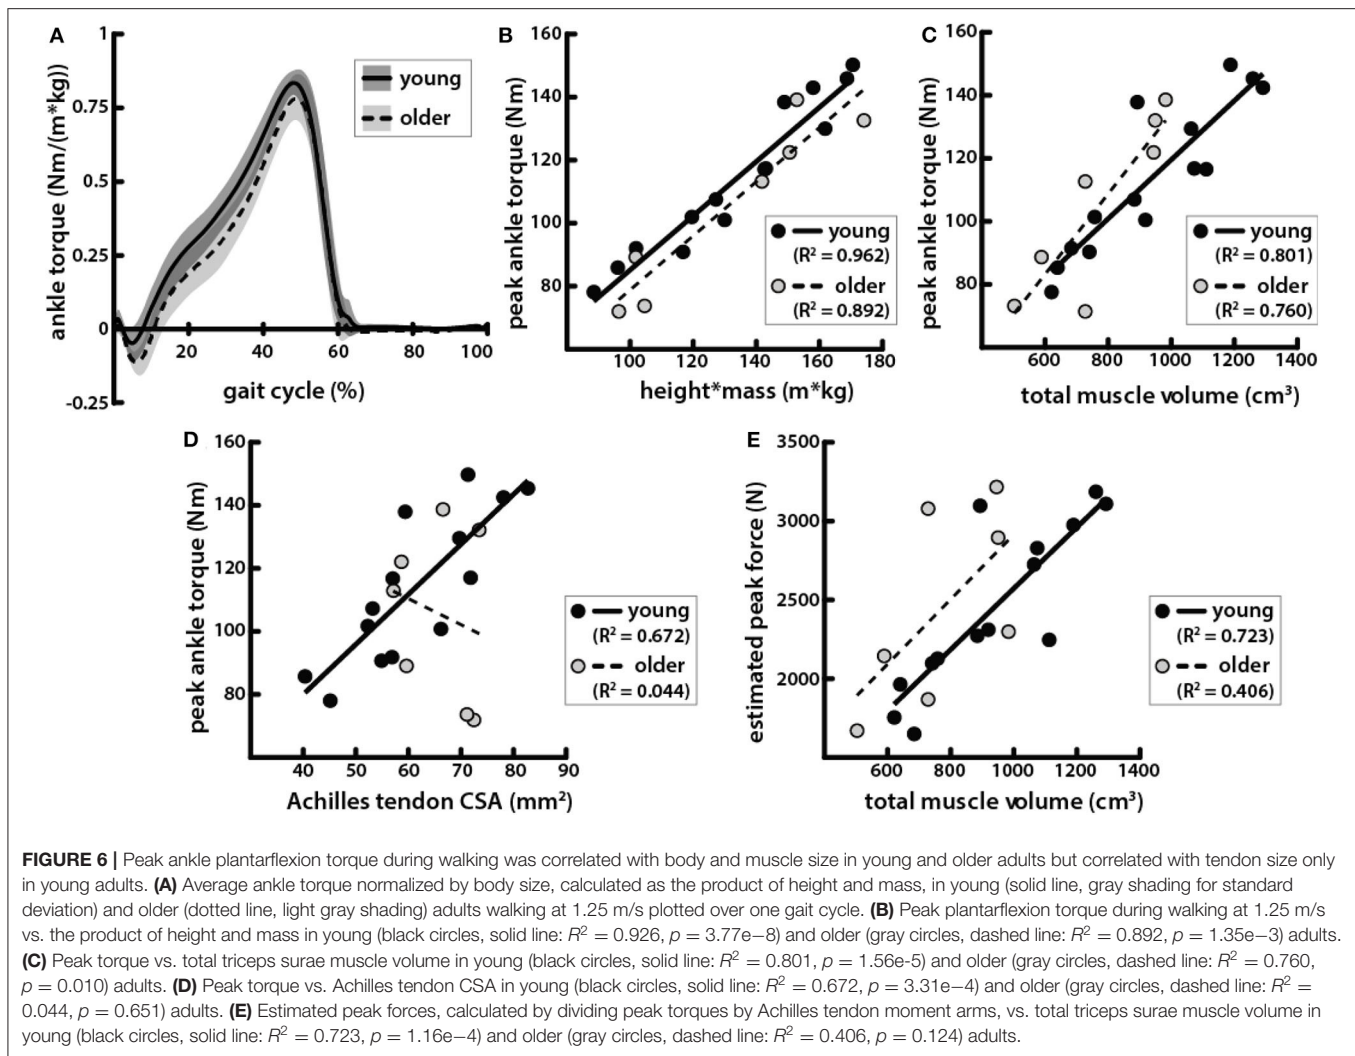 A
ankle torque (Nm/(m*kg))
1
0.75
0.5
0.25
0
-0.25
20
40
60
80
100
gait cycle (%)
young
older
B
peak ankle torque (Nm)
160
140
120
100
80
100
120
140
160
180
height*mass (m*kg)
young
(R² = 0.962)
older
(R² = 0.892)
C
peak ankle torque (Nm)
160
140
120
100
80
600
800
1000
1200
1400
total muscle volume (cm³)
young
(R² = 0.801)
older
(R² = 0.760)
D
peak ankle torque (Nm)
160
140
120
100
80
40
50
60
70
80
90
Achilles tendon CSA (mm²)
young
(R² = 0.672)
older
(R² = 0.044)
E
estimated peak force (N)
3500
3000
2500
2000
600
800
1000
1200
1400
total muscle volume (cm³)
young
(R² = 0.723)
older
(R² = 0.406)
FIGURE 6 | Peak ankle plantarflexion torque during walking was correlated with body and muscle size in young and older adults but correlated with tendon size only
in young adults. (A) Average ankle torque normalized by body size, calculated as the product of height and mass, in young (solid line, gray shading for standard
deviation) and older (dotted line, light gray shading) adults walking at 1.25 m/s plotted over one gait cycle. (B) Peak plantarflexion torque during walking at 1.25 m/s
vs. the product of height and mass in young (black circles, solid line: R² = 0.926, p = 3.77e−8) and older (gray circles, dashed line: R² = 0.892, p = 1.35e−3) adults.
(C) Peak torque vs. total triceps surae muscle volume in young (black circles, solid line: R² = 0.801, p = 1.56e-5) and older (gray circles, dashed line: R² = 0.760,
p = 0.010) adults. (D) Peak torque vs. Achilles tendon CSA in young (black circles, solid line: R² = 0.672, p = 3.31e−4) and older (gray circles, dashed line: R² =
0.044, p = 0.651) adults. (E) Estimated peak forces, calculated by dividing peak torques by Achilles tendon moment arms, vs. total triceps surae muscle volume in
young (black circles, solid line: R² = 0.723, p = 1.16e−4) and older (gray circles, dashed line: R² = 0.406, p = 0.124) adults.